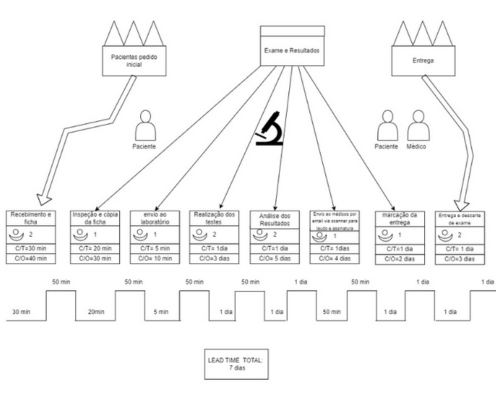 Pacientes pedido
inicial
Exame e Resultados
Entrega
Paciente
Paciente
Médico
Recebimento e
ficha
2
C/T=30 min
C/O=40 min
Inspeção e cópia
da ficha
1
C/T= 20 min
C/O=30 min
envio ao
laboratório
1
C/T= 5 min
C/O= 10 min
Realização dos
testes
2
C/T= 1dia
C/O=3 dias
Análise dos
Resultados
2
C/T=1 dia
C/O= 5 dias
Envio ao médicos por
email via scanner para
laudo e assinatura
1
C/T= 1dias
C/O= 4 dias
marcação da
entrega
1
C/T=1 dia
C/O=2 dias
Entrega e descarte
de exame
2
C/T= 1 dia
C/O=3 dias
50 min
50 min
50 min
50 min
1 dia
1 dia
1 dia
1 dia
30 min
20min
5 min
1 dia
1 dia
50 min
1 dia
1 dia
LEAD TIME TOTAL:
7 dias